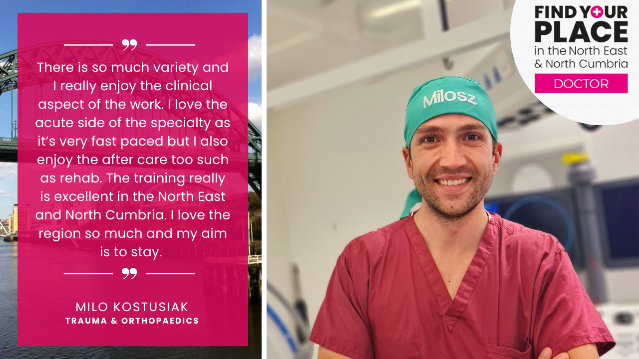 ”
There is so much variety and
I really enjoy the clinical
aspect of the work. I love the
acute side of the specialty as
it's very fast paced but I also
enjoy the after care too such
as rehab. The training really
is excellent in the North East
and North Cumbria. I love the
region so much and my aim
is to stay.
”
MILO KOSTUSIAK
TRAUMA & ORTHOPAEDICS
Milosz
FIND YOUR
PLACE
in the North East
& North Cumbria
DOCTOR